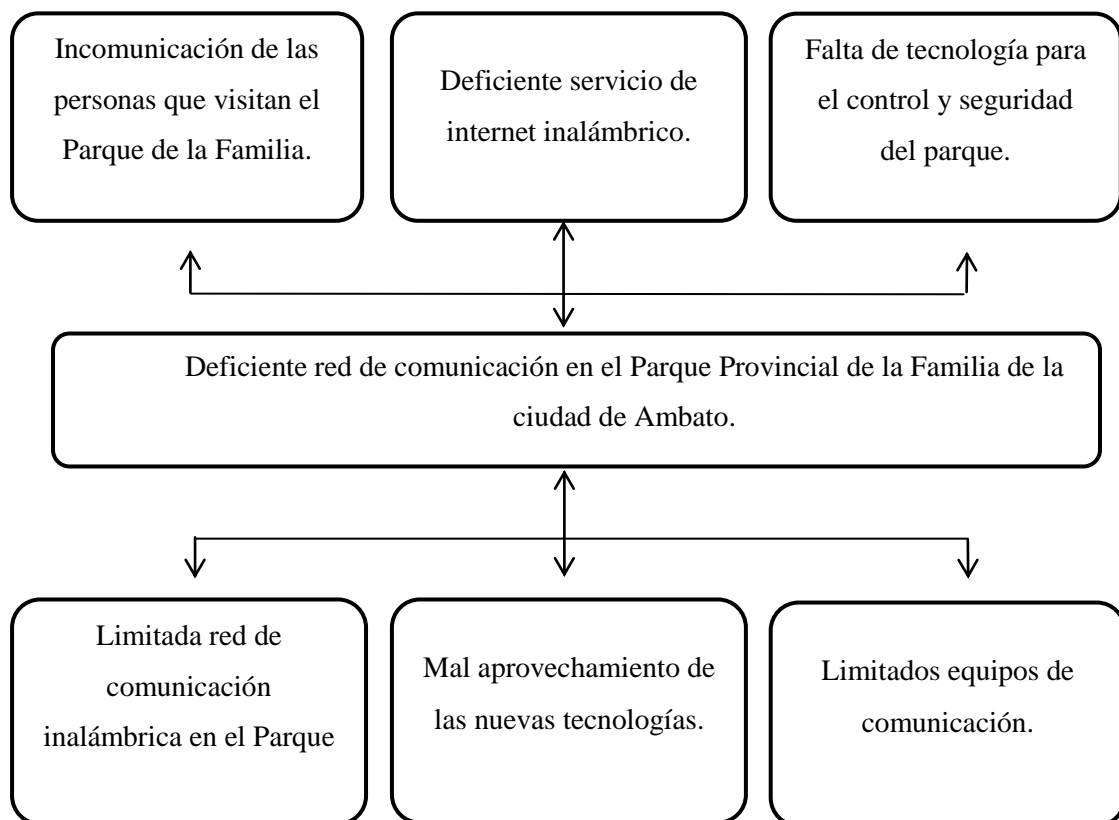 Incomunicación de las
personas que visitan el
Parque de la Familia.
Deficiente servicio de
internet inalámbrico.
Falta de tecnología para
el control y seguridad
del parque.
Deficiente red de comunicación en el Parque Provincial de la Familia de la
ciudad de Ambato.
Limitada red de
comunicación
inalámbrica en el Parque
Mal aprovechamiento de
las nuevas tecnologías.
Limitados equipos de
comunicación.